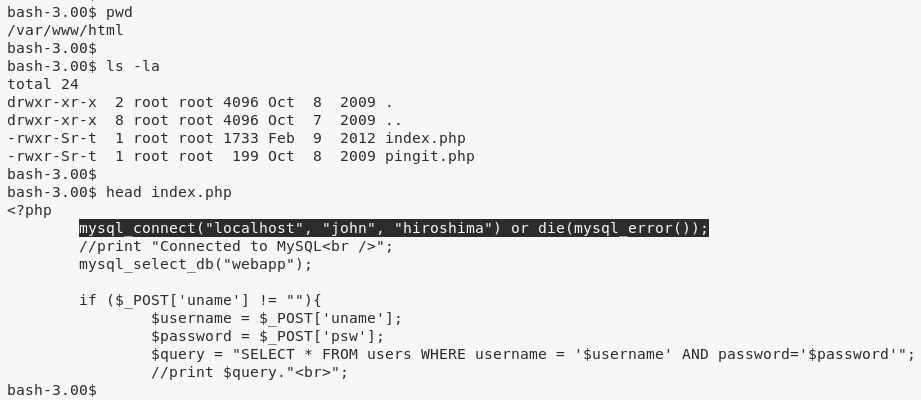 bash-3.00$ pwd
/var/www/html
bash-3.00$
bash-3.00$ ls -la
total 24
drwxr-xr-x  2 root root 4096 Oct  8  2009 .
drwxr-xr-x  8 root root 4096 Oct  7  2009 ..
-rwxr-Sr-t  1 root root 1733 Feb  9  2012 index.php
-rwxr-Sr-t  1 root root  199 Oct  8  2009 pingit.php
bash-3.00$
bash-3.00$ head index.php
<?php
        mysql_connect("localhost", "john", "hiroshima") or die(mysql_error());
        //print "Connected to MySQL<br />";
        mysql_select_db("webapp");

        if ($_POST['uname'] != ""){
                $username = $_POST['uname'];
                $password = $_POST['psw'];
                $query = "SELECT * FROM users WHERE username = '$username' AND password='$password'";
                //print $query."<br>";
bash-3.00$